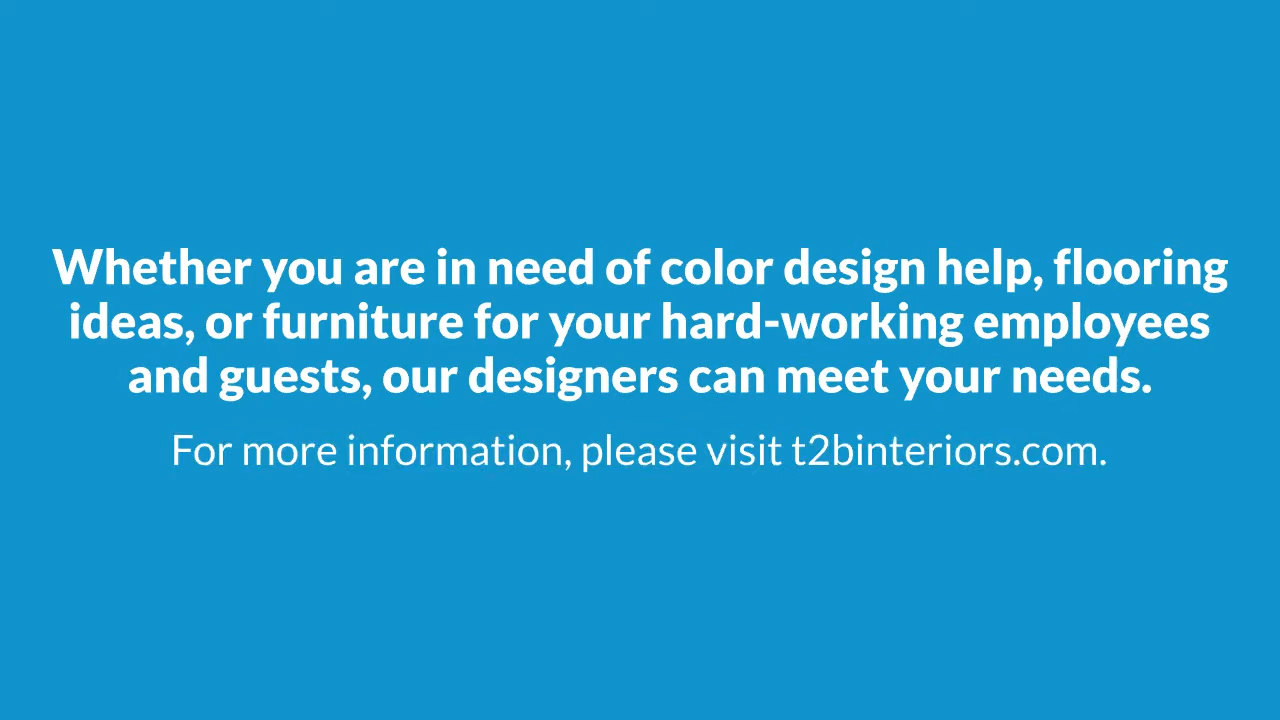 Whether you are in need of color design help, flooring
ideas, or furniture for your hard-working employees
and guests, our designers can meet your needs.
For more information, please visit t2binteriors.com.